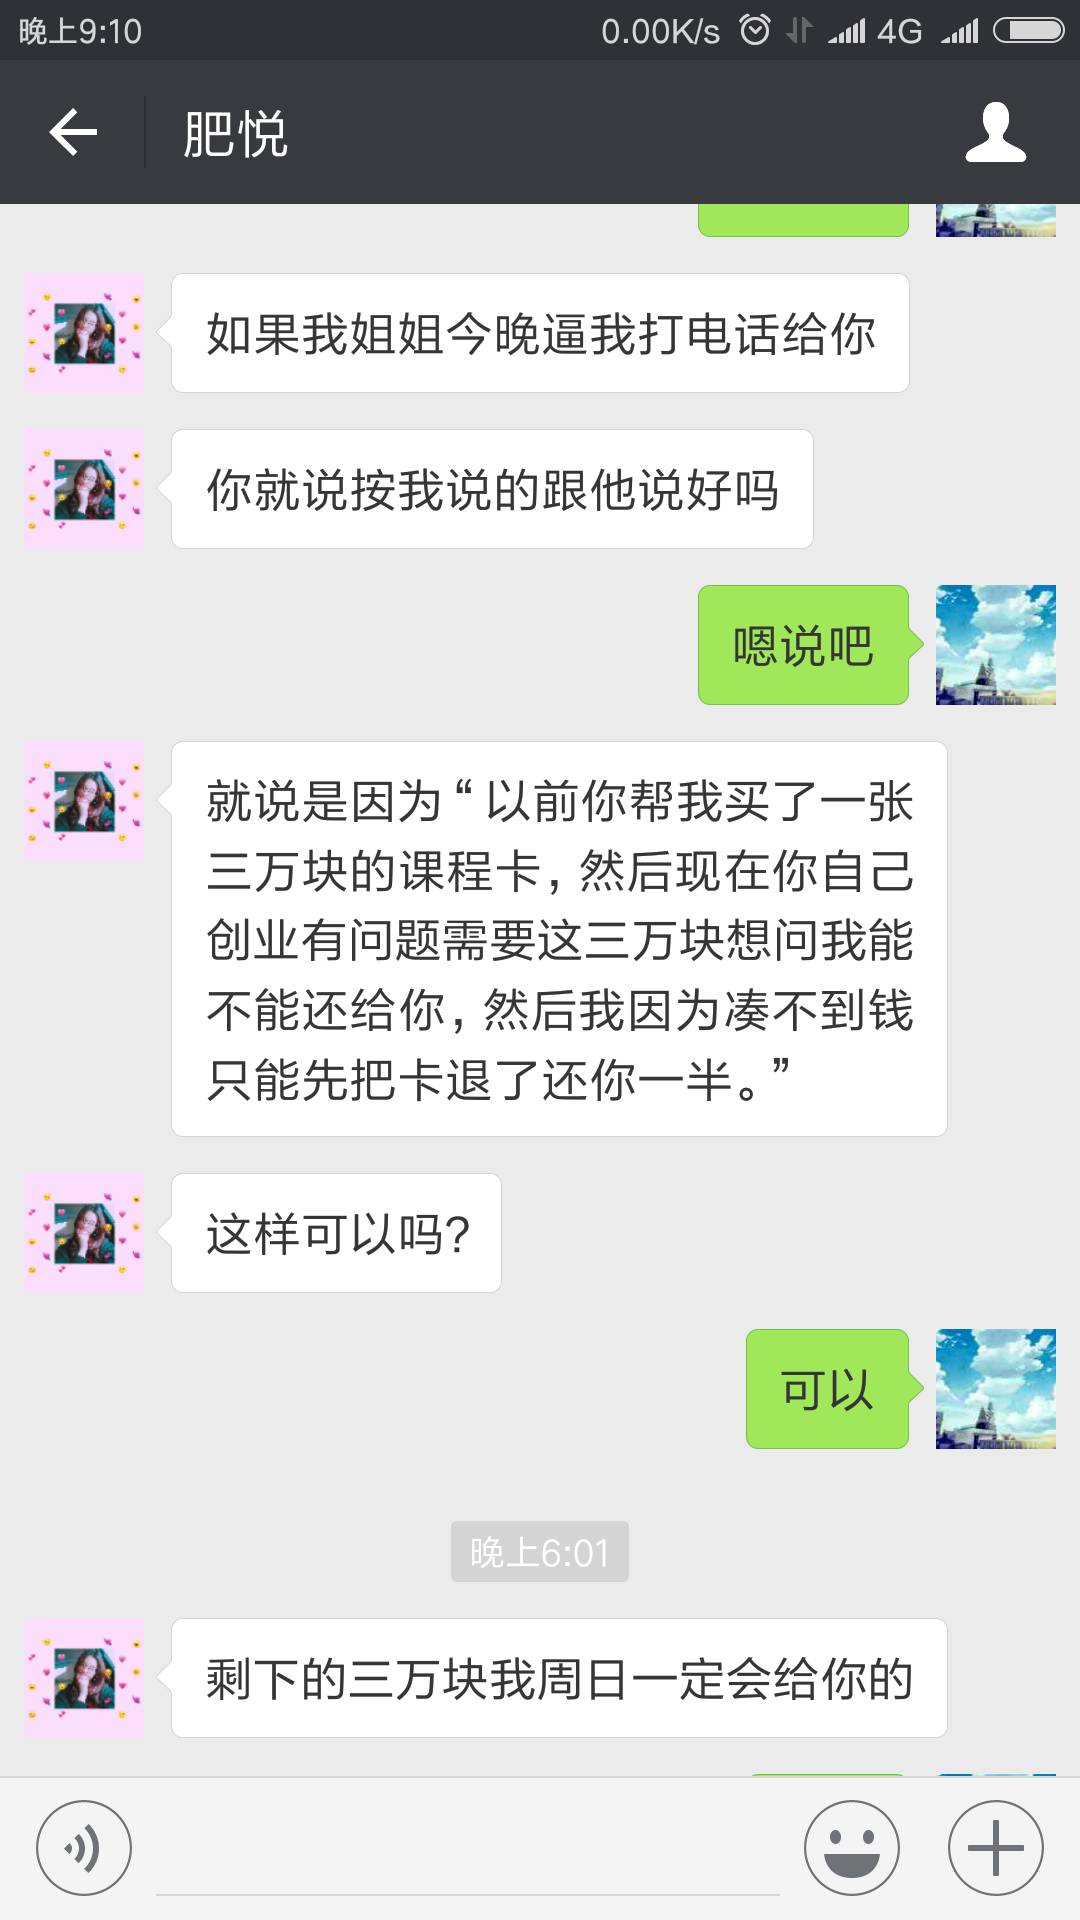 晚上9:10
0.00K/s
4G
肥悦
如果我姐姐今晚逼我打电话给你
你就说按我说的跟他说好吗
嗯说吧
就说是因为“以前你帮我买了一张
三万块的课程卡，然后现在你自己
创业有问题需要这三万块想问我能
不能还给你，然后我因为凑不到钱
只能先把卡退了还你一半。”
这样可以吗?
可以
晚上6:01
剩下的三万块我周日一定会给你的